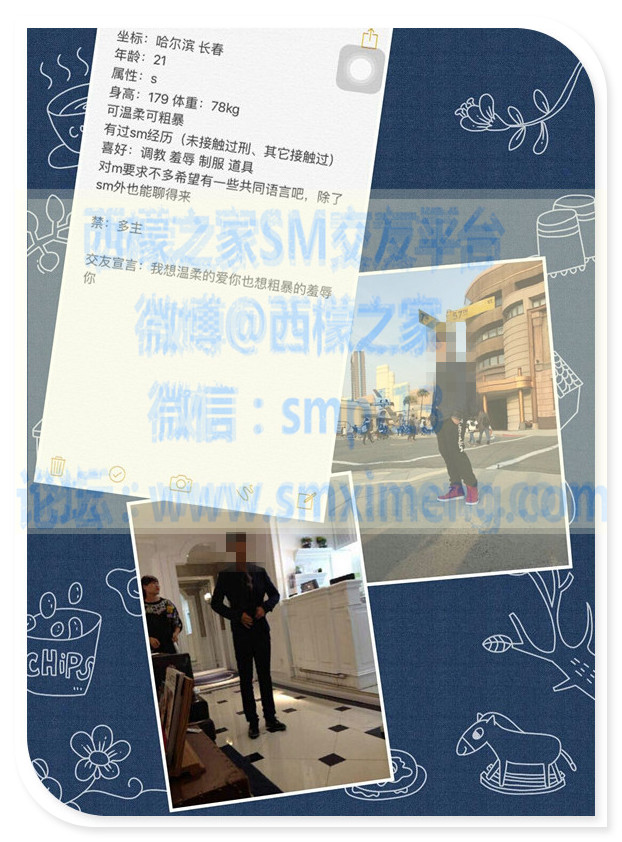 坐标：哈尔滨 长春
年龄：21
属性：s
身高：179 体重：78kg
可温柔可粗暴
有过sm经历（未接触过刑、其它接触过）
喜好：调教 羞辱 制服 道具
对m要求不多希望有一些共同语言吧，除了
sm外也能聊得来
禁：多主
交友宣言：我想温柔的爱你也想粗暴的羞辱
你
西檬之家SM交友平台
微博@西檬之家
微信：
论坛：www.smximeng.com
CHiPS